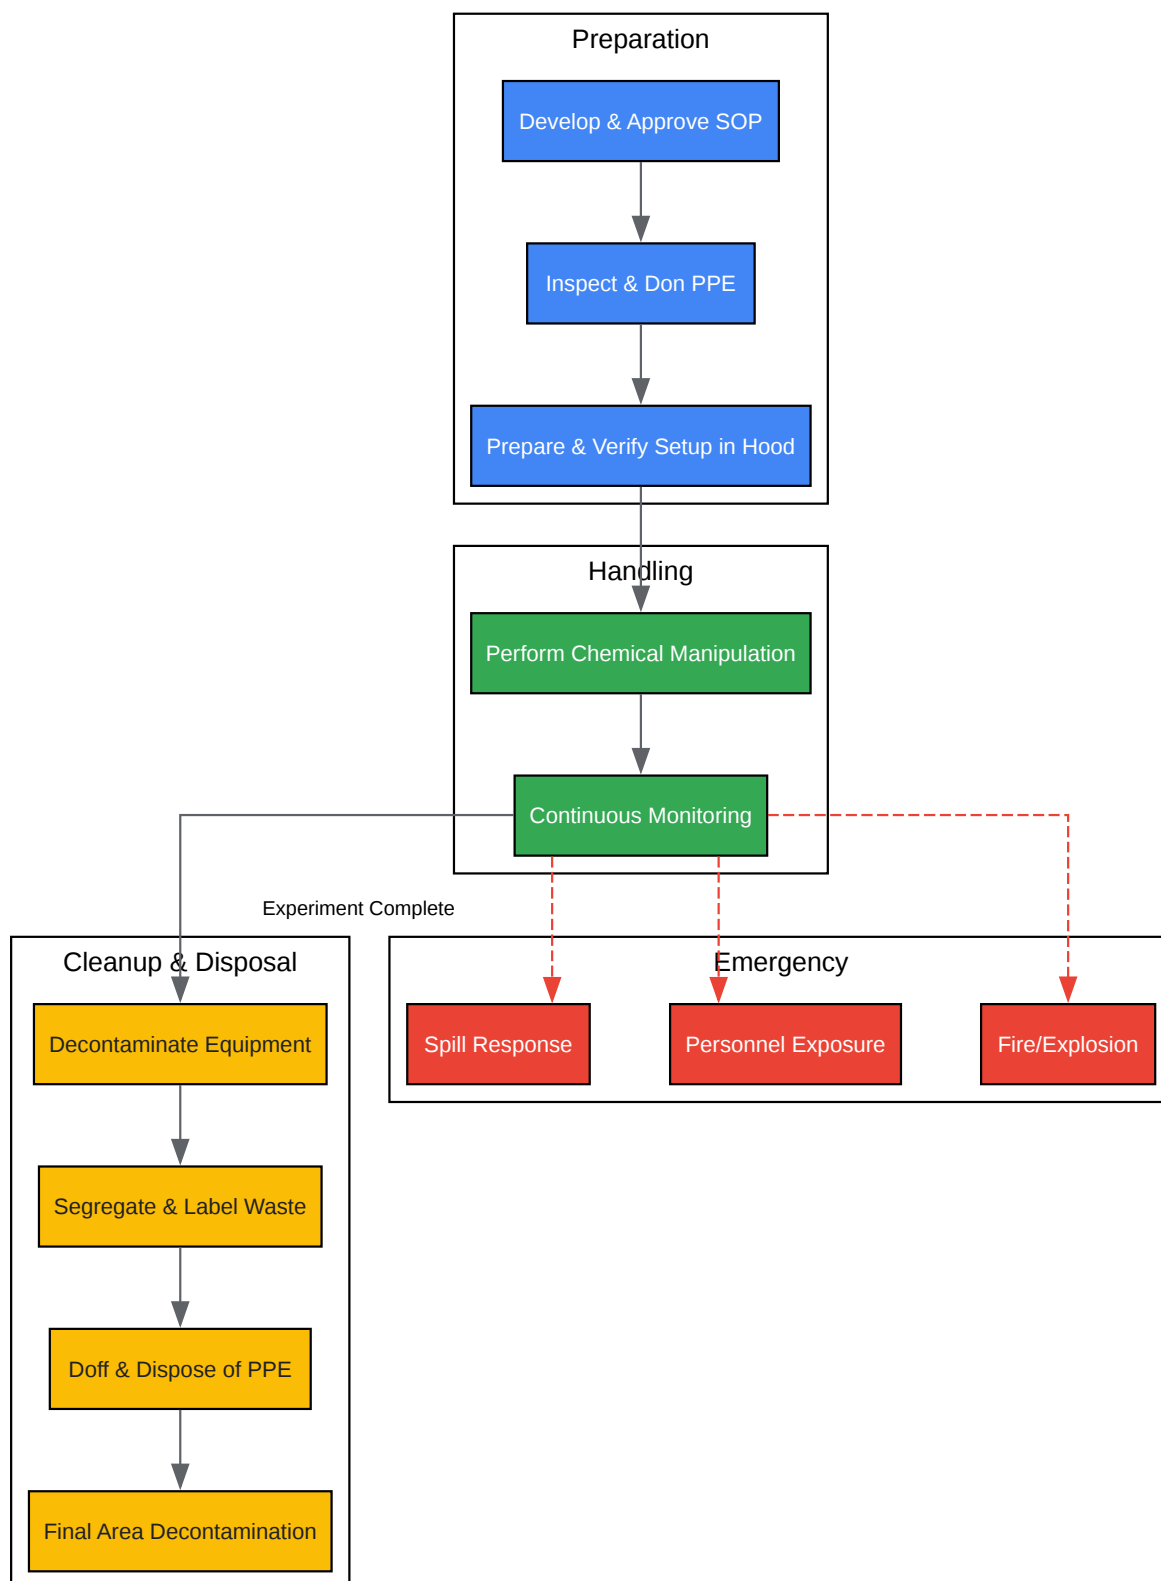 Preparation
Develop & Approve SOP
Inspect & Don PPE
Prepare & Verify Setup in Hood
Handling
Perform Chemical Manipulation
Continuous Monitoring
Experiment Complete
Cleanup & Disposal
Decontaminate Equipment
Segregate & Label Waste
Doff & Dispose of PPE
Final Area Decontamination
Emergency
Spill Response
Personnel Exposure
Fire/Explosion